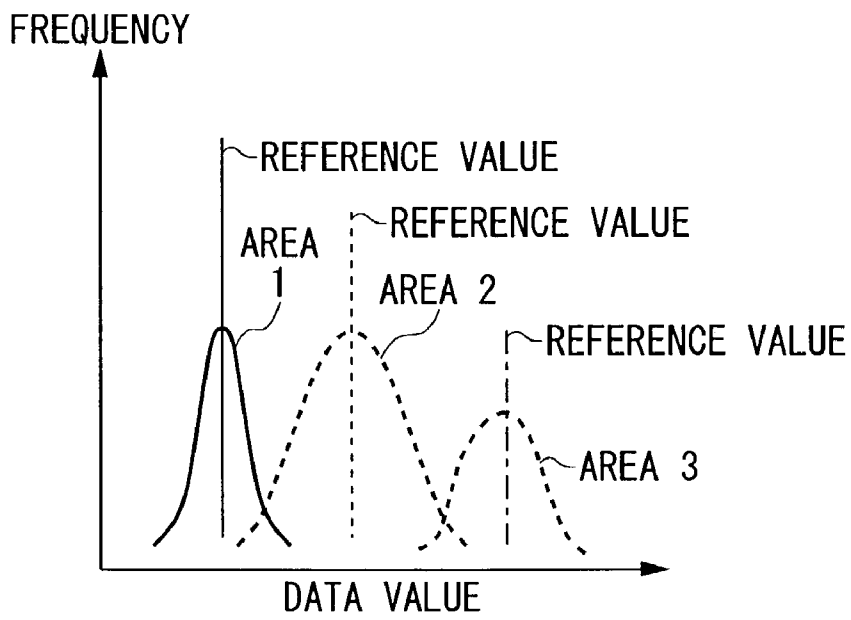 FREQUENCY
REFERENCE VALUE
REFERENCE VALUE
AREA
1
AREA 2
REFERENCE VALUE
AREA 3
DATA VALUE